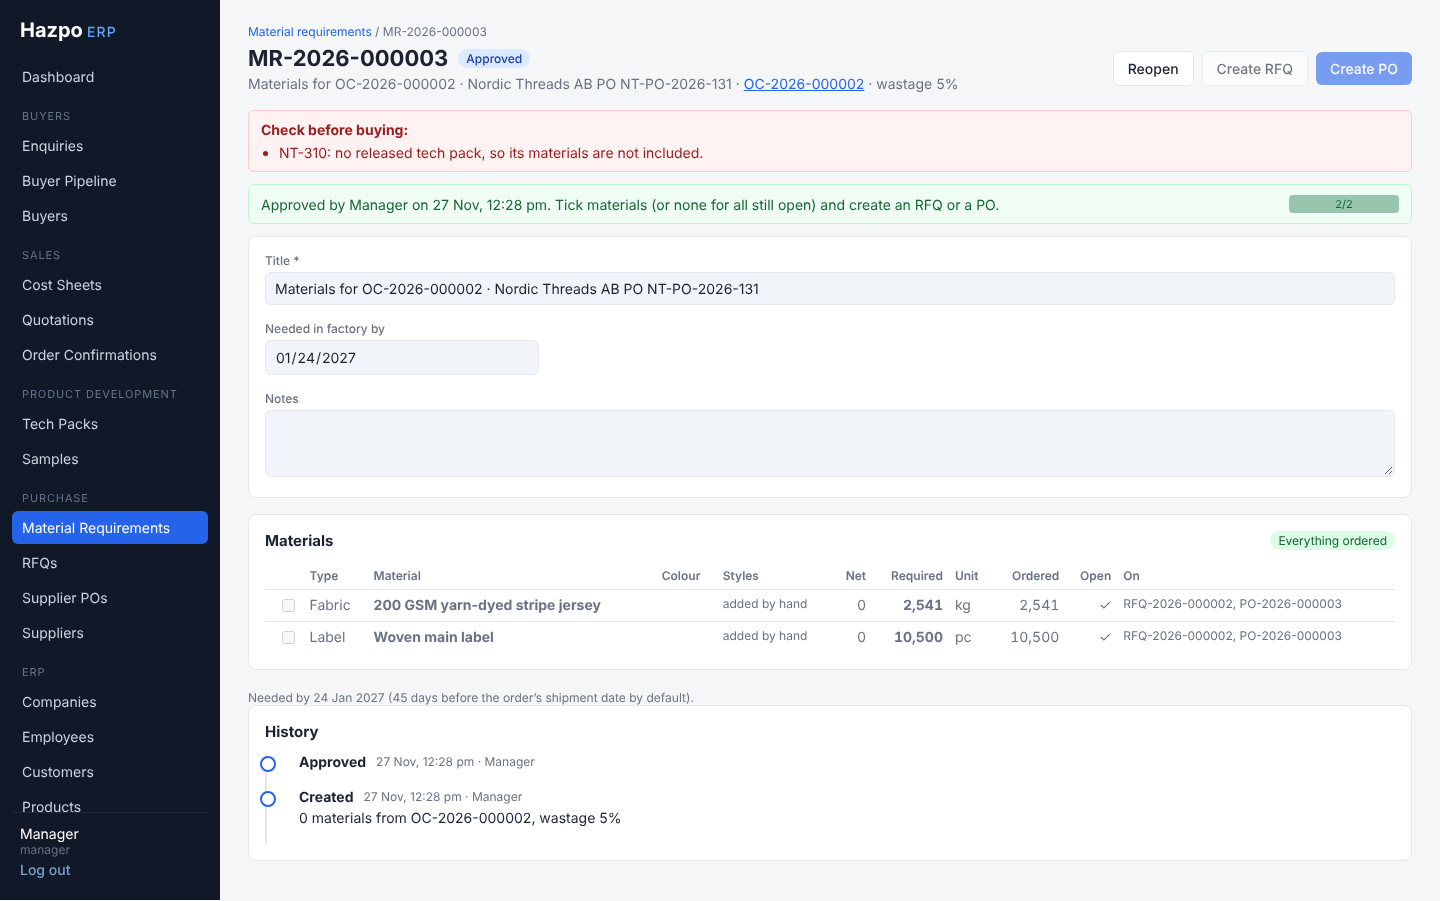 Hazpo ERP
Dashboard
BUYERS
Enquiries
Buyer Pipeline
Buyers
SALES
Cost Sheets
Quotations
Order Confirmations
PRODUCT DEVELOPMENT
Tech Packs
Samples
PURCHASE
Material Requirements
RFQs
Supplier POs
Suppliers
ERP
Companies
Employees
Customers
Products
Manager
manager
Log out
Material requirements / MR-2026-000003
MR-2026-000003 Approved
Materials for OC-2026-000002 · Nordic Threads AB PO NT-PO-2026-131 · OC-2026-000002 · wastage 5%
Reopen Create RFQ Create PO
Check before buying:
• NT-310: no released tech pack, so its materials are not included.
Approved by Manager on 27 Nov, 12:28 pm. Tick materials (or none for all still open) and create an RFQ or a PO. 2/2
Title *
Materials for OC-2026-000002 · Nordic Threads AB PO NT-PO-2026-131
Needed in factory by
01/24/2027
Notes
Materials Everything ordered
Type Material Colour Styles Net Required Unit Ordered Open On
Fabric 200 GSM yarn-dyed stripe jersey added by hand 0 2,541 kg 2,541 ✓ RFQ-2026-000002, PO-2026-000003
Label Woven main label added by hand 0 10,500 pc 10,500 ✓ RFQ-2026-000002, PO-2026-000003
Needed by 24 Jan 2027 (45 days before the order’s shipment date by default).
History
Approved 27 Nov, 12:28 pm · Manager
Created 27 Nov, 12:28 pm · Manager
0 materials from OC-2026-000002, wastage 5%